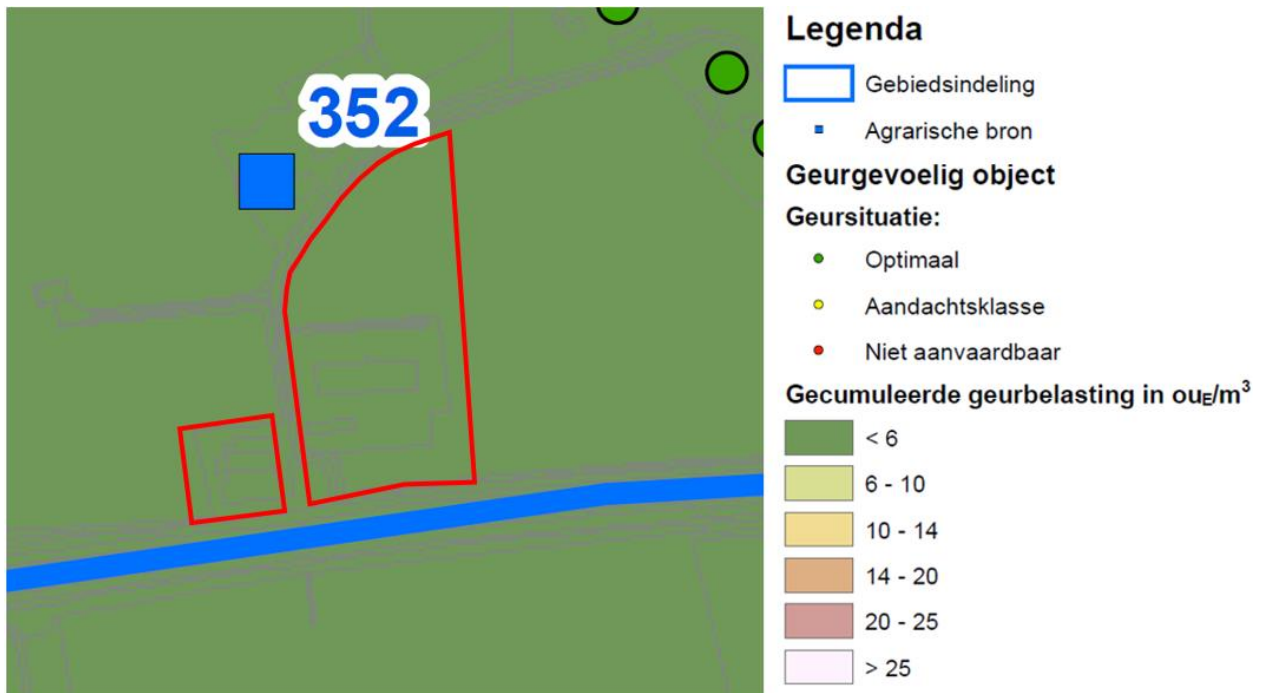 352
Legenda
Gebiedsindeling
Agrarische bron
Geurgevoelig object
Geursituatie:
Optimaal
Aandachtsklasse
Niet aanvaardbaar
Gecumuleerde geurbelasting in ouE/m³
< 6
6 - 10
10 - 14
14 - 20
20 - 25
> 25